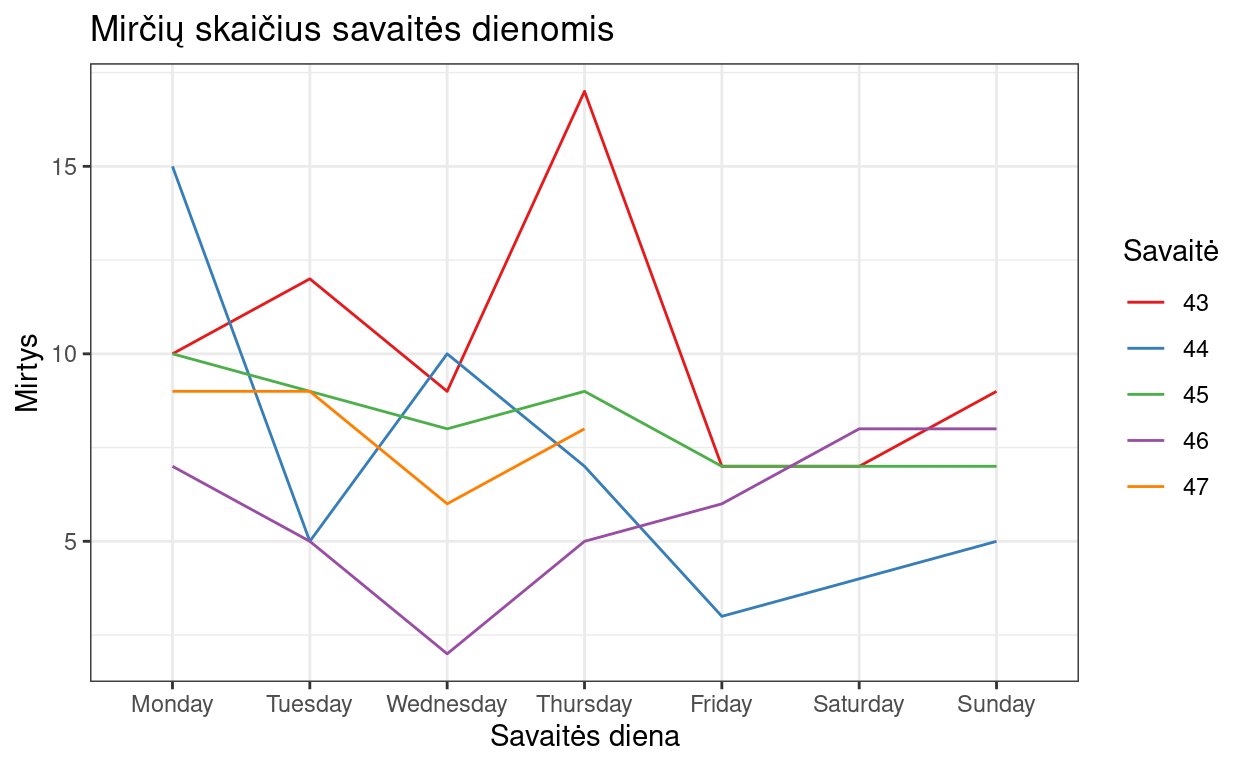 Mirčių skaičius savaitės dienomis
Mirtys
15
10
5
Monday Tuesday Wednesday Thursday Friday Saturday Sunday
Savaitės diena
Savaitė
43
44
45
46
47